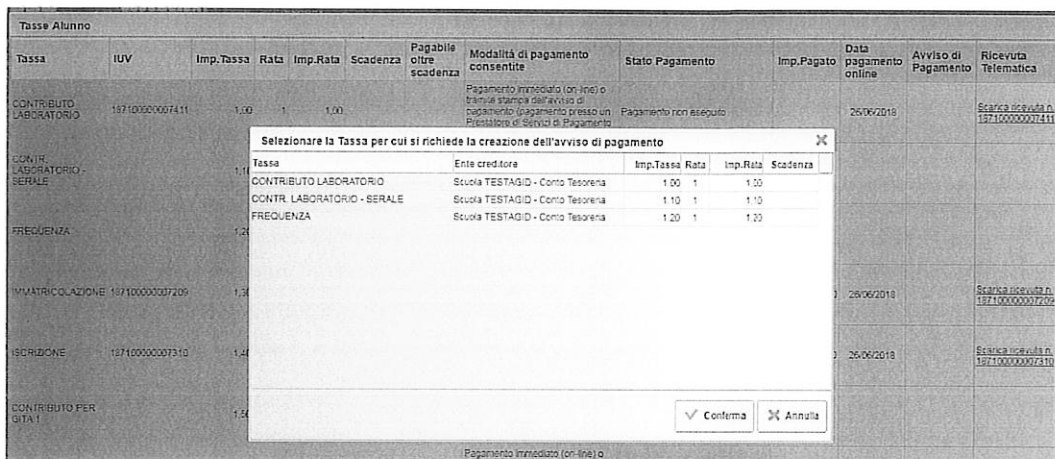 Tasse Alunno
Tassa IUV Imp.Tassa Rata Imp.Rata Scadenza Pagabile oltre scadenza Modalità di pagamento consentite Stato Pagamento Imp.Pagato Data pagamento online Avviso di Pagamento Ricevuta Telematica
CONTRIBUTO LABORATORIO 187100000007411 1,00 1 1,00 Pagamento immediato (on-line) o tramite stampa dell'avviso di pagamento (pagamento presso un Prestatore di Servizi di Pagamento Pagamento non eseguito 26/06/2018 Scarica ricevuta n. 187100000007411
Selezionare la Tassa per cui si richiede la creazione dell'avviso di pagamento
Tassa Ente creditore Imp.Tassa Rata Imp.Rata Scadenza
CONTRIBUTO LABORATORIO Scuola TESTAGID - Conto Tesoreria 1.00 1 1.00
CONTR. LABORATORIO - SERALE Scuola TESTAGID - Conto Tesoreria 1.10 1 1.10
FREQUENZA Scuola TESTAGID - Conto Tesoreria 1.20 1 1.20
CONTR. LABORATORIO - SERALE
FREQUENZA
IMMATRICOLAZIONE 187100000007209 26/06/2018 Scarica ricevuta n. 187100000007209
ISCRIZIONE 187100000007310 26/06/2018 Scarica ricevuta n. 187100000007310
CONTRIBUTO PER GITA 1
Conferma Annulla
Pagamento immediato (on-line) o